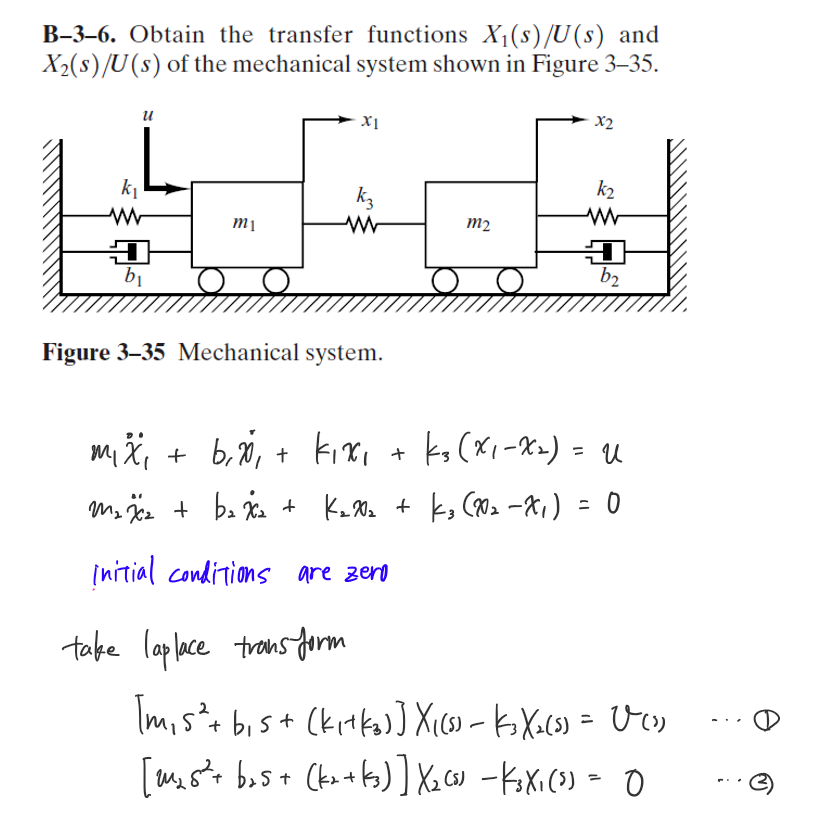 B–3–6. Obtain the transfer functions X₁(s)/U(s) and
X₂(s)/U(s) of the mechanical system shown in Figure 3–35.
u
x₁
x₂
k₁
k₃
k₂
m₁
m₂
b₁
b₂
Figure 3–35 Mechanical system.
m₁ẍ₁ + b₁ẋ₁ + k₁x₁ + k₃(x₁-x₂) = u
m₂ẍ₂ + b₂ẋ₂ + k₂x₂ + k₃(x₂-x₁) = 0
initial conditions are zero
take laplace transform
[m₁s²+ b₁s + (k₁+k₃)] X₁(s) - k₃X₂(s) = U(s) ... ①
[m₂s²+ b₂s + (k₂+k₃)] X₂(s) - k₃X₁(s) = 0 ... ②